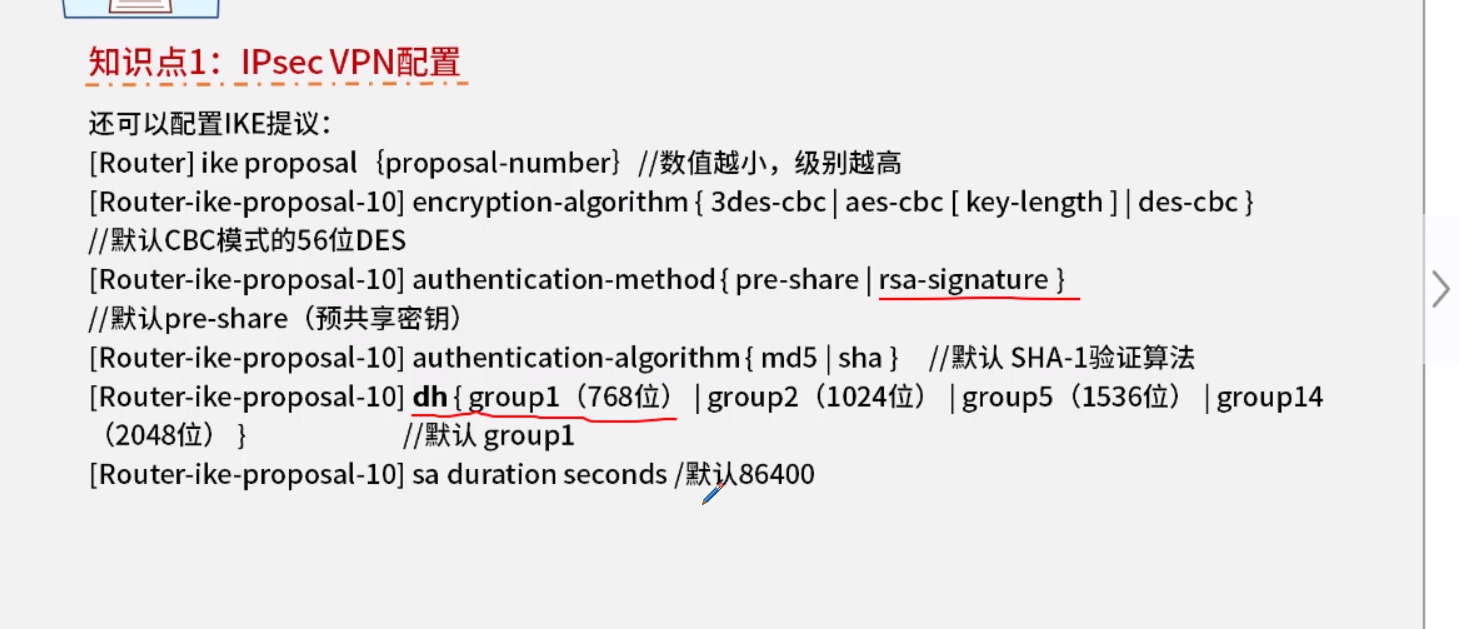 知识点1：IPsec VPN配置
还可以配置IKE提议：
[Router] ike proposal｛proposal-number｝//数值越小，级别越高
[Router-ike-proposal-10] encryption-algorithm { 3des-cbc | aes-cbc [ key-length ] | des-cbc }
//默认CBC模式的56位DES
[Router-ike-proposal-10] authentication-method { pre-share | rsa-signature }
//默认pre-share（预共享密钥）
[Router-ike-proposal-10] authentication-algorithm { md5 | sha } //默认 SHA-1验证算法
[Router-ike-proposal-10] dh { group1（768位） | group2（1024位） | group5（1536位） | group14
（2048位） } //默认 group1
[Router-ike-proposal-10] sa duration seconds /默认86400